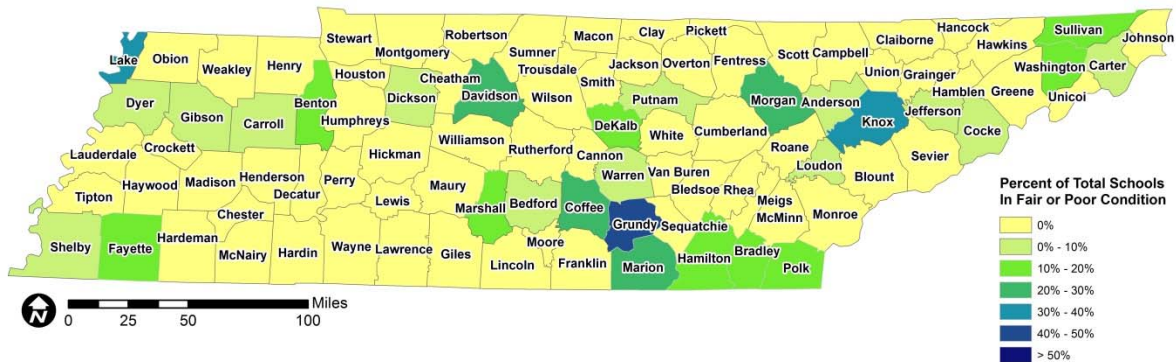 Stewart
Montgomery
Robertson
Sumner
Macon
Clay
Pickett
Scott
Campbell
Claiborne
Hancock
Hawkins
Sullivan
Johnson
Lake
Obion
Weakley
Henry
Houston
Cheatham
Trousdale
Smith
Jackson
Overton
Fentress
Union
Grainger
Hamblen
Greene
Washington
Carter
Unicoi
Dyer
Gibson
Carroll
Benton
Humphreys
Dickson
Davidson
Wilson
DeKalb
Putnam
Morgan
Anderson
Knox
Jefferson
Cocke
Lauderdale
Crockett
Haywood
Madison
Henderson
Decatur
Perry
Hickman
Williamson
Rutherford
Cannon
White
Cumberland
Roane
Loudon
Blount
Sevier
Tipton
Chester
Lewis
Maury
Marshall
Bedford
Coffee
Warren
Van Buren
Bledsoe
Rhea
Meigs
McMinn
Monroe
Shelby
Fayette
Hardeman
McNairy
Hardin
Wayne
Lawrence
Giles
Lincoln
Moore
Franklin
Grundy
Sequatchie
Marion
Hamilton
Bradley
Polk
N
Miles
0 25 50 100
Percent of Total Schools
In Fair or Poor Condition
0%
0% - 10%
10% - 20%
20% - 30%
30% - 40%
40% - 50%
> 50%